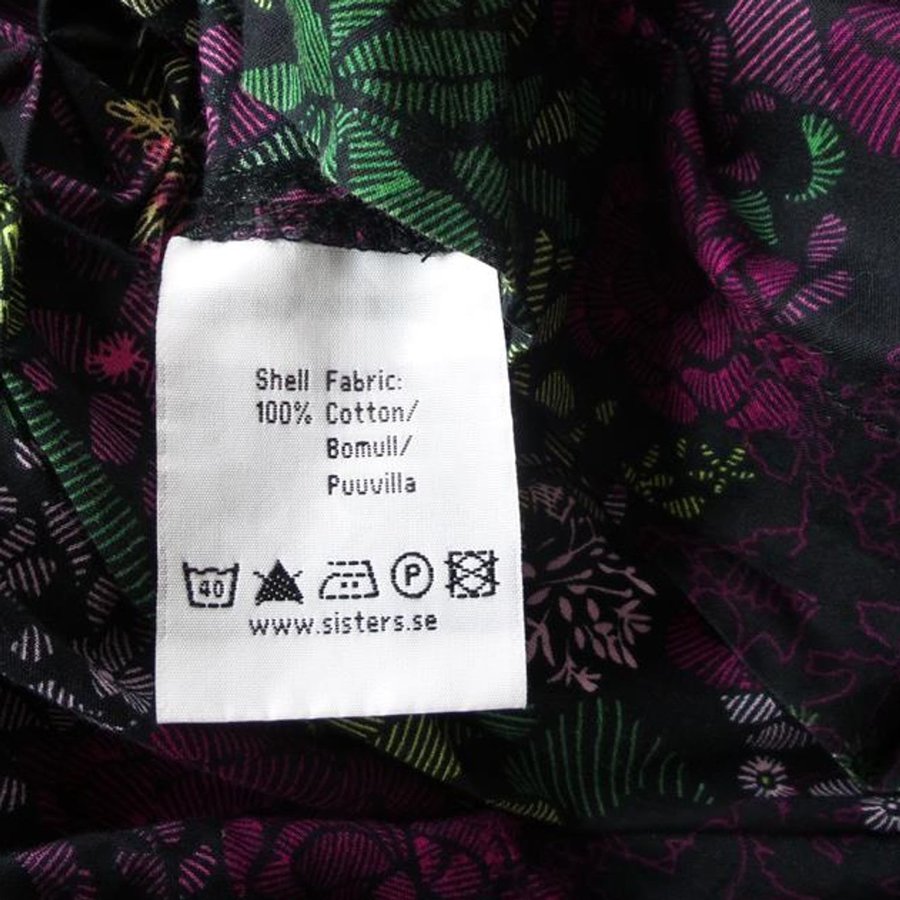 Shell Fabric:
100% Cotton/
Bomull/
Puuvilla
40 P
www.sisters.se